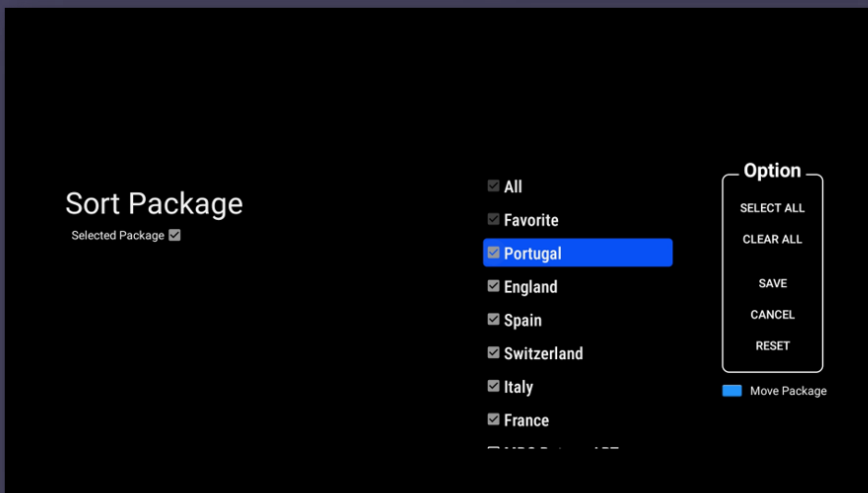 Sort Package
Selected Package
All
Favorite
Portugal
England
Spain
Switzerland
Italy
France
Option
SELECT ALL
CLEAR ALL
SAVE
CANCEL
RESET
Move Package